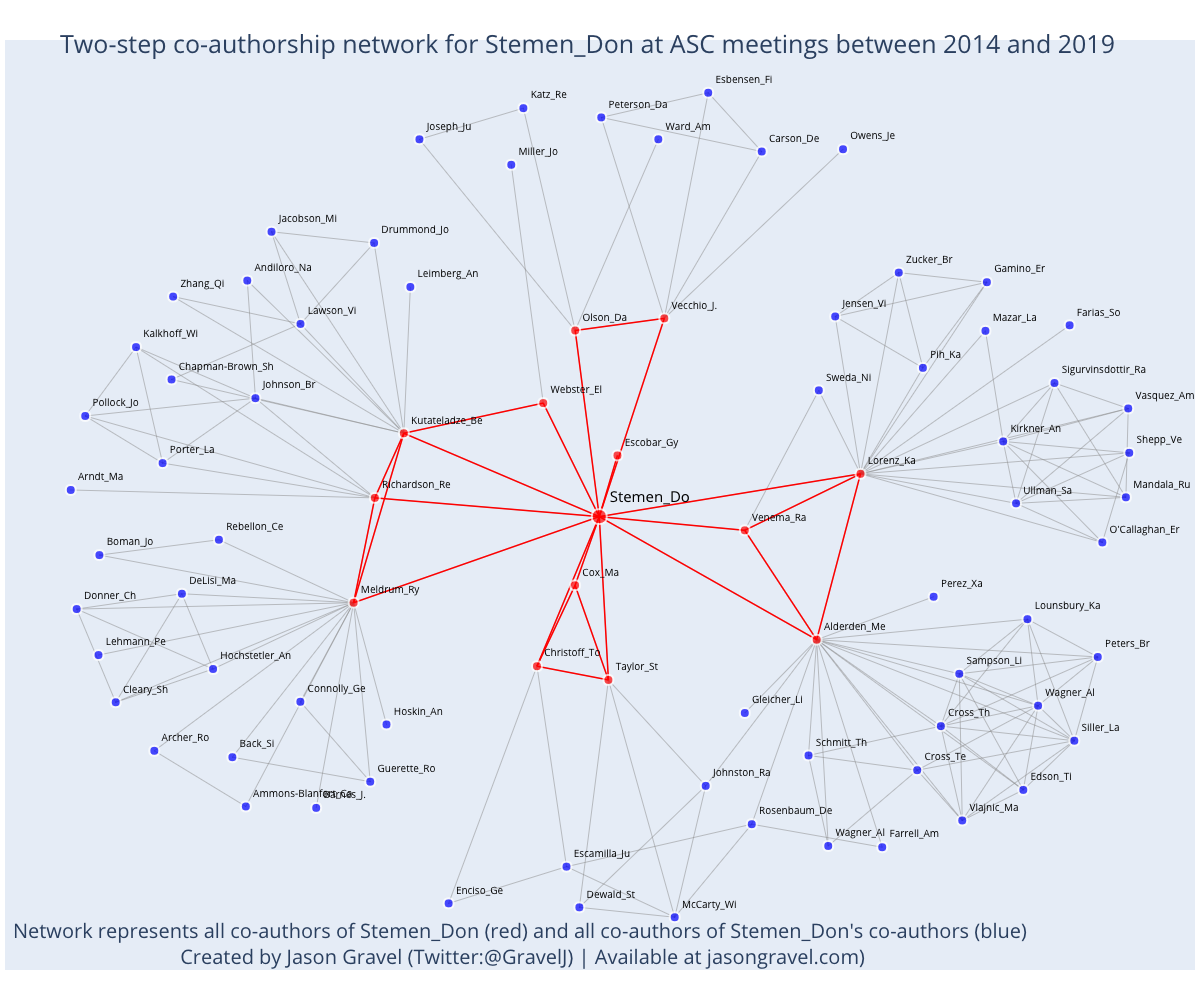 Two-step co-authorship network for Stemen_Don at ASC meetings between 2014 and 2019
Esbensen_Fi
Katz_Re
Peterson_Da
Joseph_Ju
Ward_Am
Carson_De
Owens_Je
Miller_Jo
Jacobson_Mi
Drummond_Jo
Andiloro_Na
Leimberg_An
Zucker_Br
Gamino_Er
Zhang_Qi
Lawson_Vi
Olson_Da
Vecchio_J.
Jensen_Vi
Mazar_La
Farias_So
Kalkhoff_Wi
Chapman-Brown_Sh
Johnson_Br
Pih_Ka
Sigurvinsdottir_Ra
Webster_El
Sweda_Ni
Vasquez_Am
Pollock_Jo
Kutateladze_Be
Kirkner_An
Escobar_Gy
Shepp_Ve
Porter_La
Lorenz_Ka
Arndt_Ma
Richardson_Re
Stemen_Do
Ullman_Sa
Mandala_Ru
Venema_Ra
O'Callaghan_Er
Rebellon_Ce
Boman_Jo
Cox_Ma
DeLisi_Ma
Meldrum_Ry
Perez_Xa
Donner_Ch
Lounsbury_Ka
Alderden_Me
Lehmann_Pe
Hochstetler_An
Christoff_To
Taylor_St
Sampson_Li
Peters_Br
Cleary_Sh
Connolly_Ge
Hoskin_An
Gleicher_Li
Wagner_Al
Cross_Th
Siller_La
Archer_Ro
Back_Si
Schmitt_Th
Cross_Te
Guerette_Ro
Johnston_Ra
Edson_Ti
Ammons-Blanfort_Co
Barnes_J.
Rosenbaum_De
Vlajnic_Ma
Wagner_Al
Farrell_Am
Escamilla_Ju
Enciso_Ge
Dewald_St
McCarty_Wi
Network represents all co-authors of Stemen_Don (red) and all co-authors of Stemen_Don's co-authors (blue)
Created by Jason Gravel (Twitter:@GravelJ) | Available at jasongravel.com)